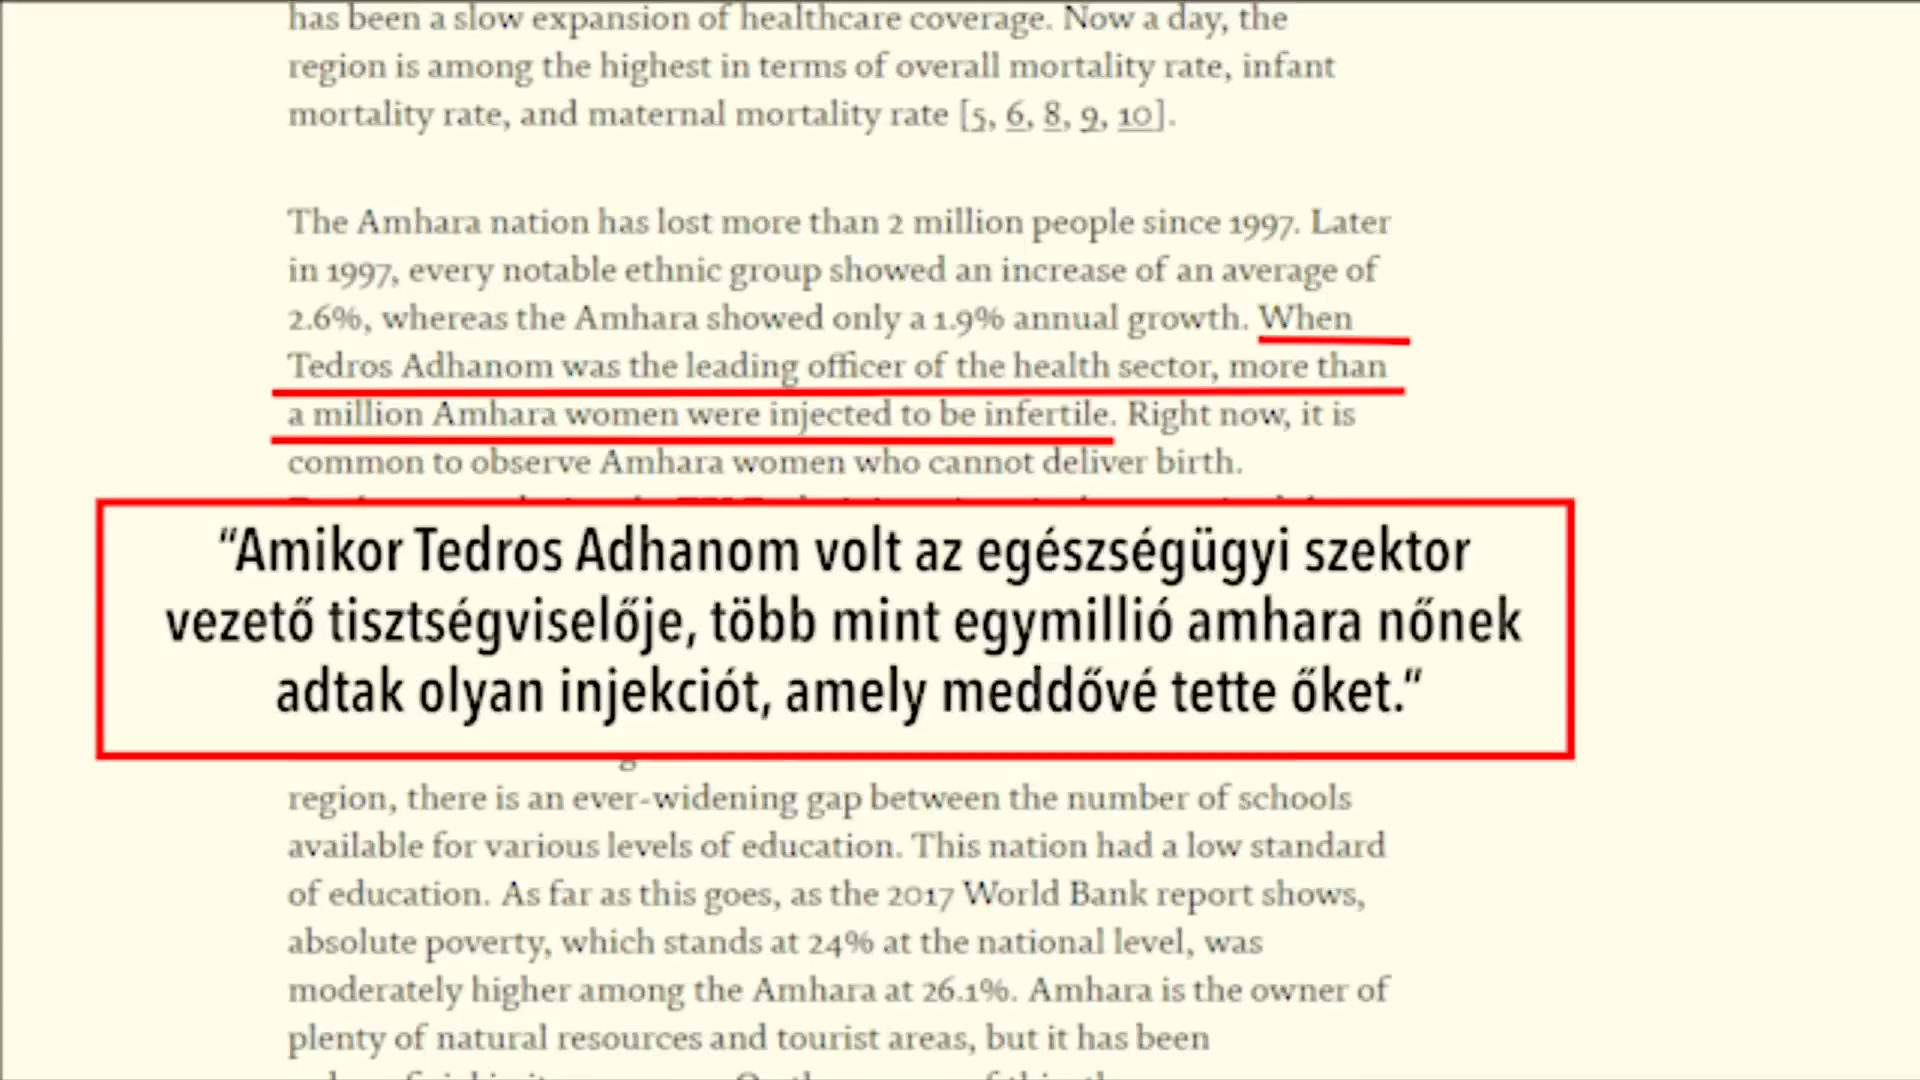 has been a slow expansion of healthcare coverage. Now a day, the
region is among the highest in terms of overall mortality rate, infant
mortality rate, and maternal mortality rate [5, 6, 8, 9, 10].
The Amhara nation has lost more than 2 million people since 1997. Later
in 1997, every notable ethnic group showed an increase of an average of
2.6%, whereas the Amhara showed only a 1.9% annual growth. When
Tedros Adhanom was the leading officer of the health sector, more than
a million Amhara women were injected to be infertile. Right now, it is
common to observe Amhara women who cannot deliver birth.
"Amikor Tedros Adhanom volt az egészségügyi szektor
vezető tisztségviselője, több mint egymillió amhara nőnek
adtak olyan injekciót, amely meddővé tette őket."
region, there is an ever-widening gap between the number of schools
available for various levels of education. This nation had a low standard
of education. As far as this goes, as the 2017 World Bank report shows,
absolute poverty, which stands at 24% at the national level, was
moderately higher among the Amhara at 26.1%. Amhara is the owner of
plenty of natural resources and tourist areas, but it has been